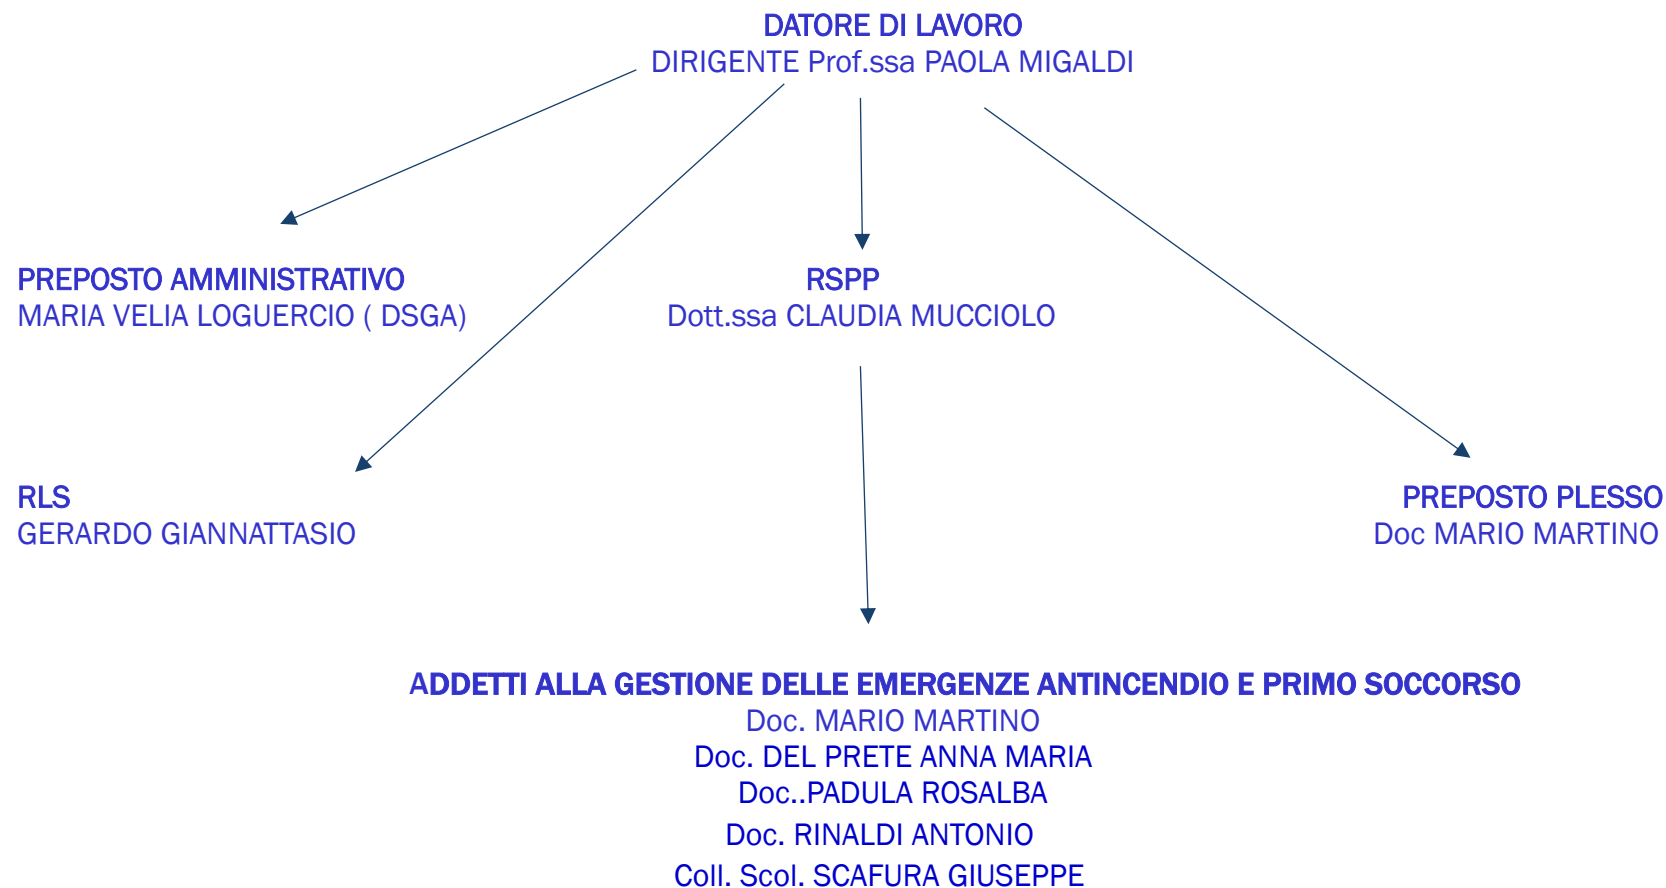 DATORE DI LAVORO
DIRIGENTE Prof.ssa PAOLA MIGALDI
PREPOSTO AMMINISTRATIVO
MARIA VELIA LOGUERCIO ( DSGA)
RSPP
Dott.ssa CLAUDIA MUCCIOLO
RLS
GERARDO GIANNATTASIO
PREPOSTO PLESSO
Doc MARIO MARTINO
ADDETTI ALLA GESTIONE DELLE EMERGENZE ANTINCENDIO E PRIMO SOCCORSO
Doc. MARIO MARTINO
Doc. DEL PRETE ANNA MARIA
Doc..PADULA ROSALBA
Doc. RINALDI ANTONIO
Coll. Scol. SCAFURA GIUSEPPE